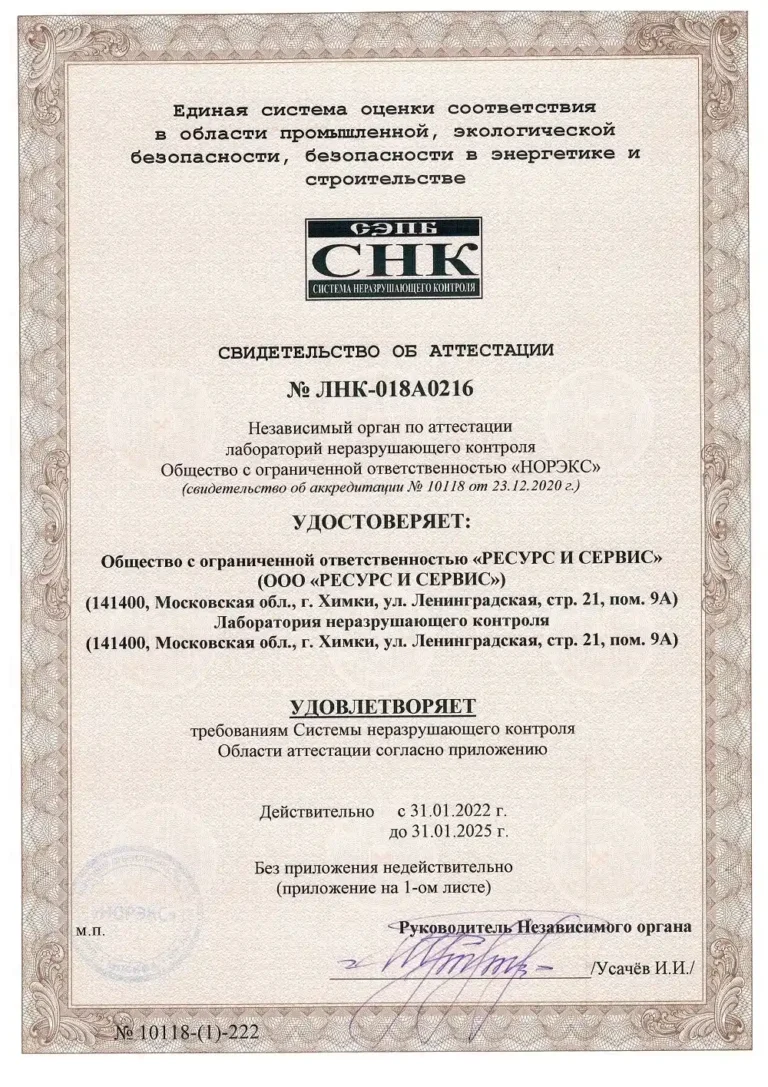 Единая система оценки соответствия
в области промышленной, экологической
безопасности, безопасности в энергетике и
строительстве
СЭПБ
СНК
СИСТЕМА НЕРАЗРУШАЮЩЕГО КОНТРОЛЯ
СВИДЕТЕЛЬСТВО ОБ АТТЕСТАЦИИ
№ ЛНК-018А0216
Независимый орган по аттестации
лабораторий неразрушающего контроля
Общество с ограниченной ответственностью «НОРЭКС»
(свидетельство об аккредитации № 10118 от 23.12.2020 г.)
УДОСТОВЕРЯЕТ:
Общество с ограниченной ответственностью «РЕСУРС И СЕРВИС»
(ООО «РЕСУРС И СЕРВИС»)
(141400, Московская обл., г. Химки, ул. Ленинградская, стр. 21, пом. 9А)
Лаборатория неразрушающего контроля
(141400, Московская обл., г. Химки, ул. Ленинградская, стр. 21, пом. 9А)
УДОВЛЕТВОРЯЕТ
требованиям Системы неразрушающего контроля
Области аттестации согласно приложению
Действительно с 31.01.2022 г.
до 31.01.2025 г.
Без приложения недействительно
(приложение на 1-ом листе)
«НОРЭКС»
м.п.
Руководитель Независимого органа
/Усачёв И.И./
№ 10118-(1)-222